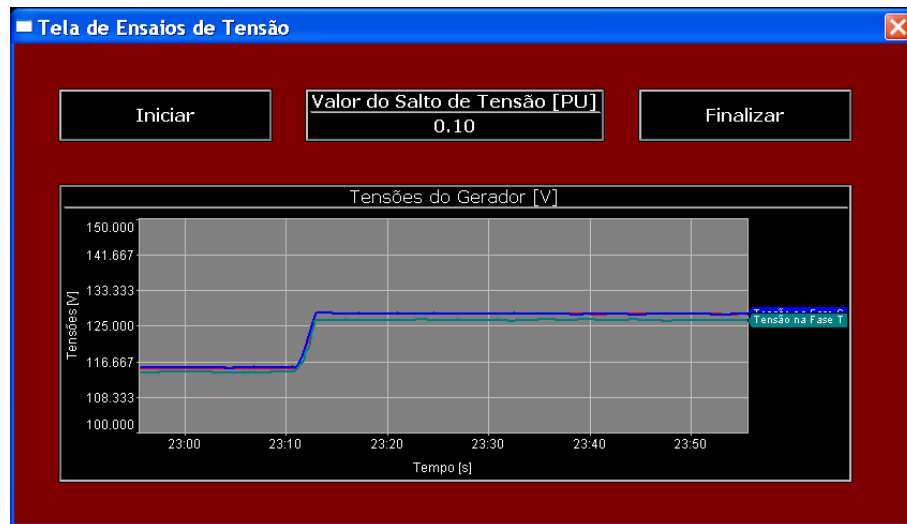 Tela de Ensaios de Tensão
Iniciar
Valor do Salto de Tensão [PU]
0.10
Finalizar
Tensões do Gerador [V]
150.000
141.667
133.333
125.000
116.667
108.333
100.000
Tensões [V]
Tensão na Fase T
23:00 23:10 23:20 23:30 23:40 23:50
Tempo [s]